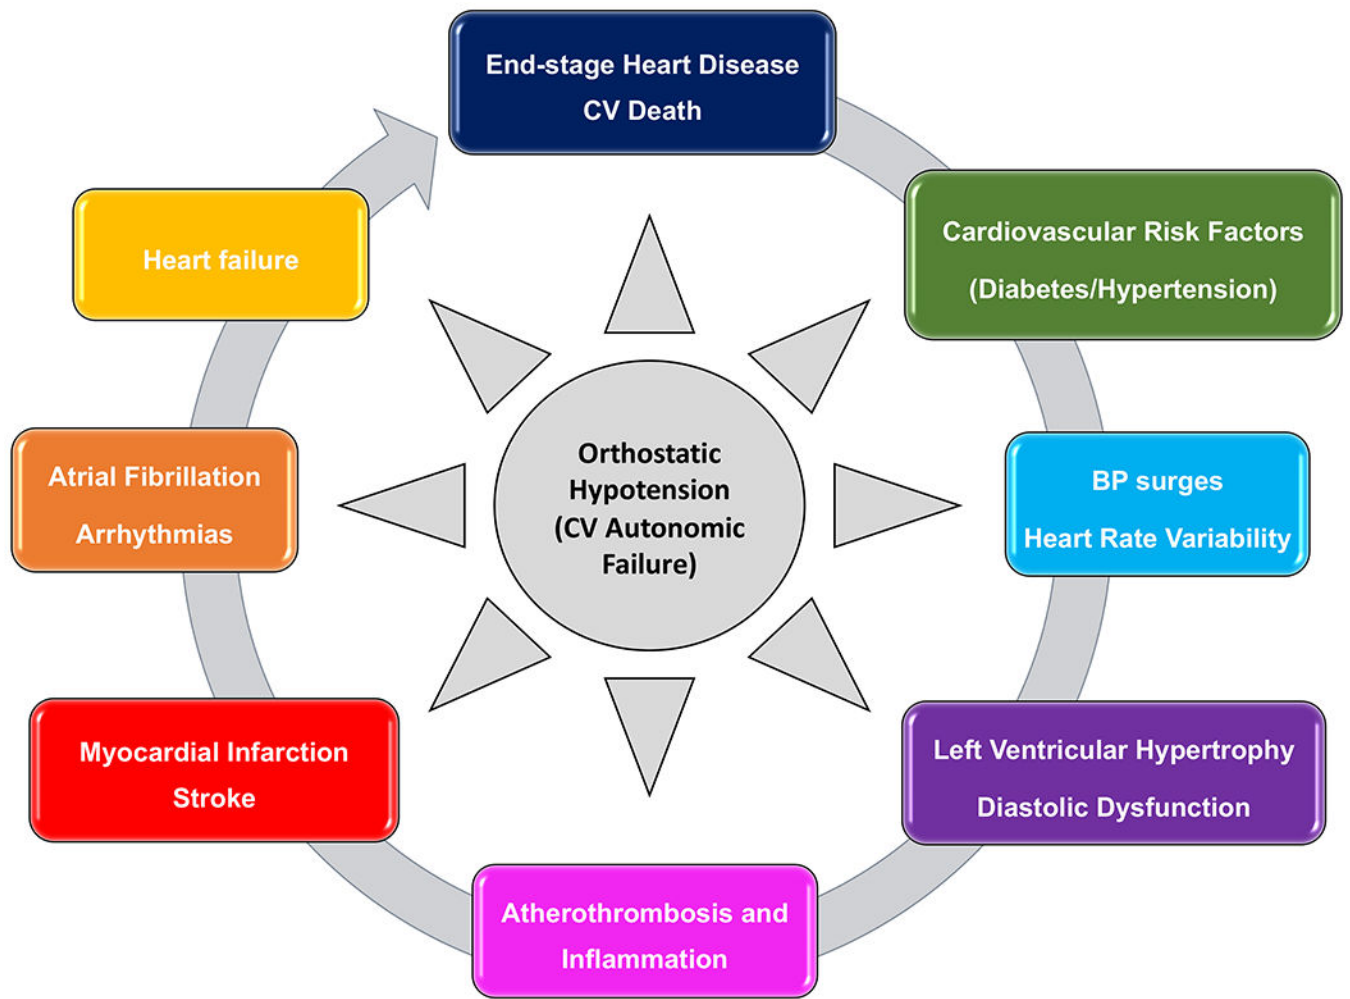 End-stage Heart Disease
CV Death
Cardiovascular Risk Factors
(Diabetes/Hypertension)
BP surges
Heart Rate Variability
Left Ventricular Hypertrophy
Diastolic Dysfunction
Atherothrombosis and
Inflammation
Myocardial Infarction
Stroke
Atrial Fibrillation
Arrhythmias
Heart failure
Orthostatic
Hypotension
(CV Autonomic
Failure)